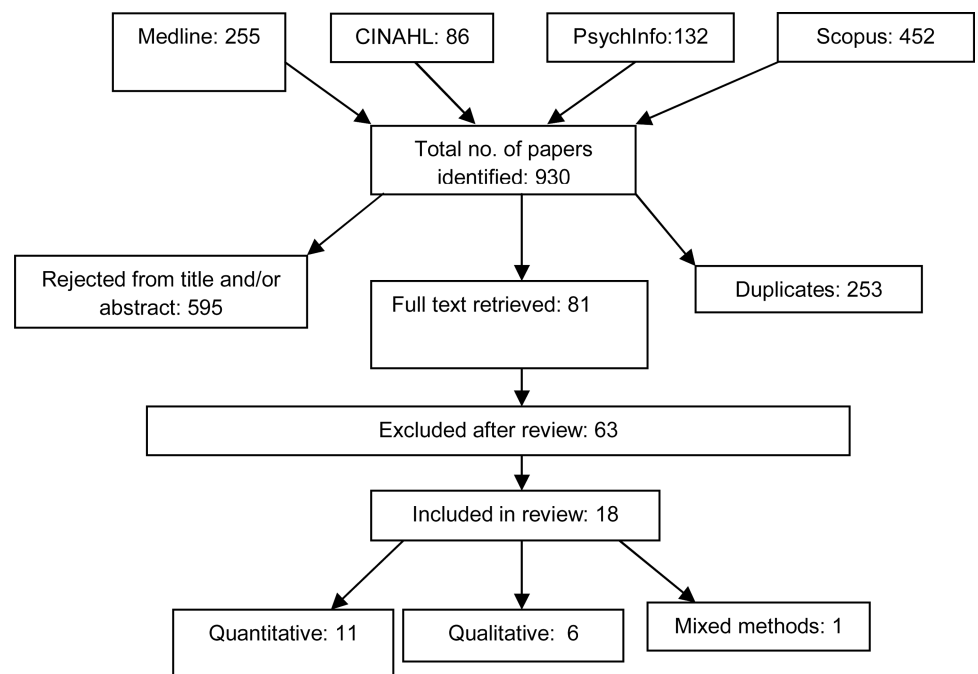 Medline: 255
CINAHL: 86
PsychInfo:132
Scopus: 452
Total no. of papers
identified: 930
Rejected from title and/or
abstract: 595
Full text retrieved: 81
Duplicates: 253
Excluded after review: 63
Included in review: 18
Quantitative: 11
Qualitative: 6
Mixed methods: 1